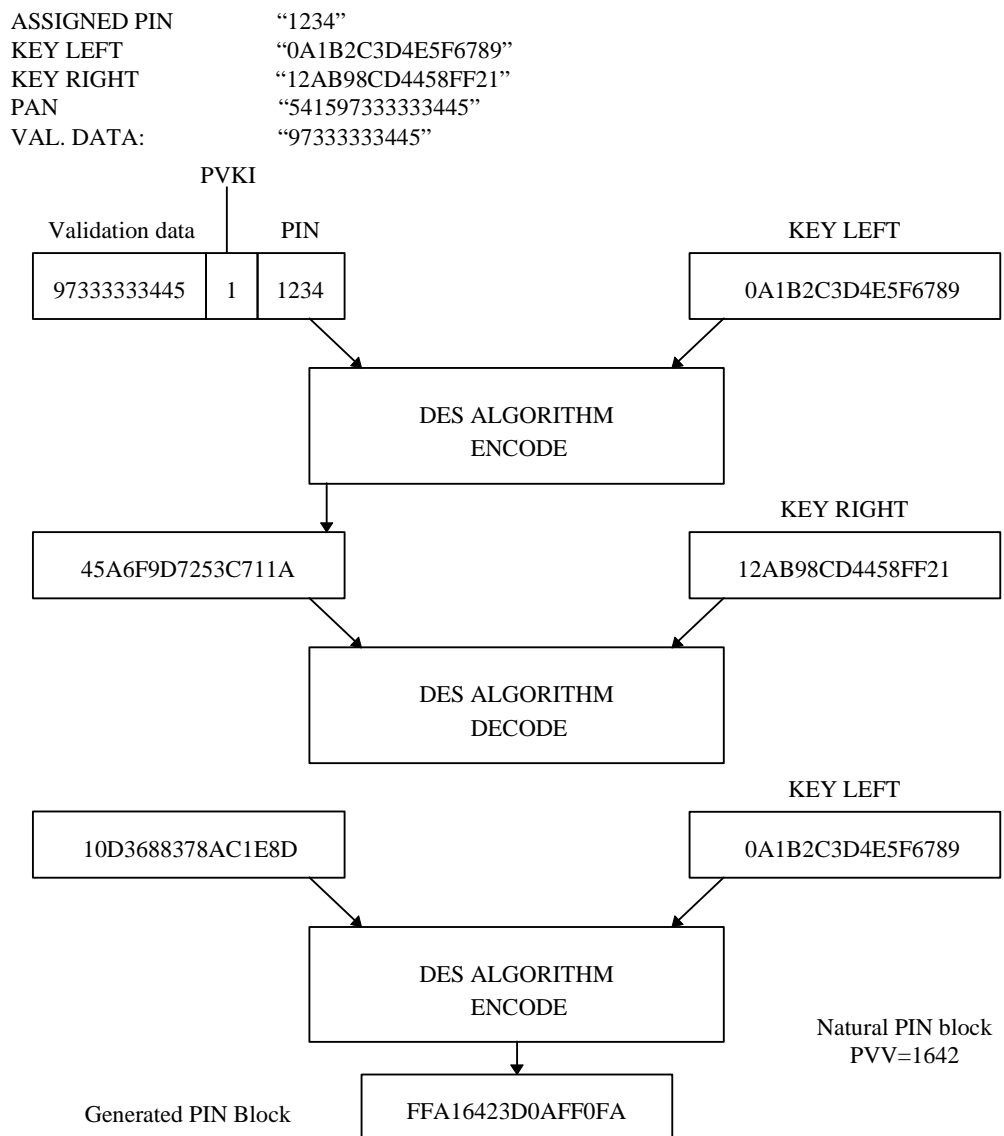 ASSIGNED PIN “1234”
KEY LEFT “0A1B2C3D4E5F6789”
KEY RIGHT “12AB98CD4458FF21”
PAN “541597333333445”
VAL. DATA: “97333333445”
PVKI
Validation data PIN KEY LEFT
97333333445 1 1234 0A1B2C3D4E5F6789
DES ALGORITHM
ENCODE
KEY RIGHT
45A6F9D7253C711A 12AB98CD4458FF21
DES ALGORITHM
DECODE
KEY LEFT
10D3688378AC1E8D 0A1B2C3D4E5F6789
DES ALGORITHM
ENCODE
Natural PIN block
PVV=1642
Generated PIN Block FFA16423D0AFF0FA